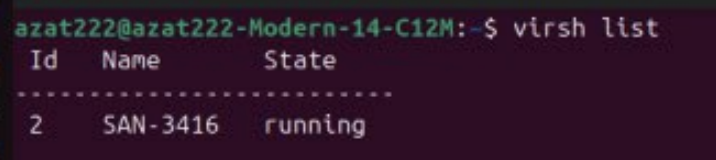 azat222@azat222-Modern-14-C12M:~$ virsh list
Id Name State
---------------------------
2 SAN-3416 running